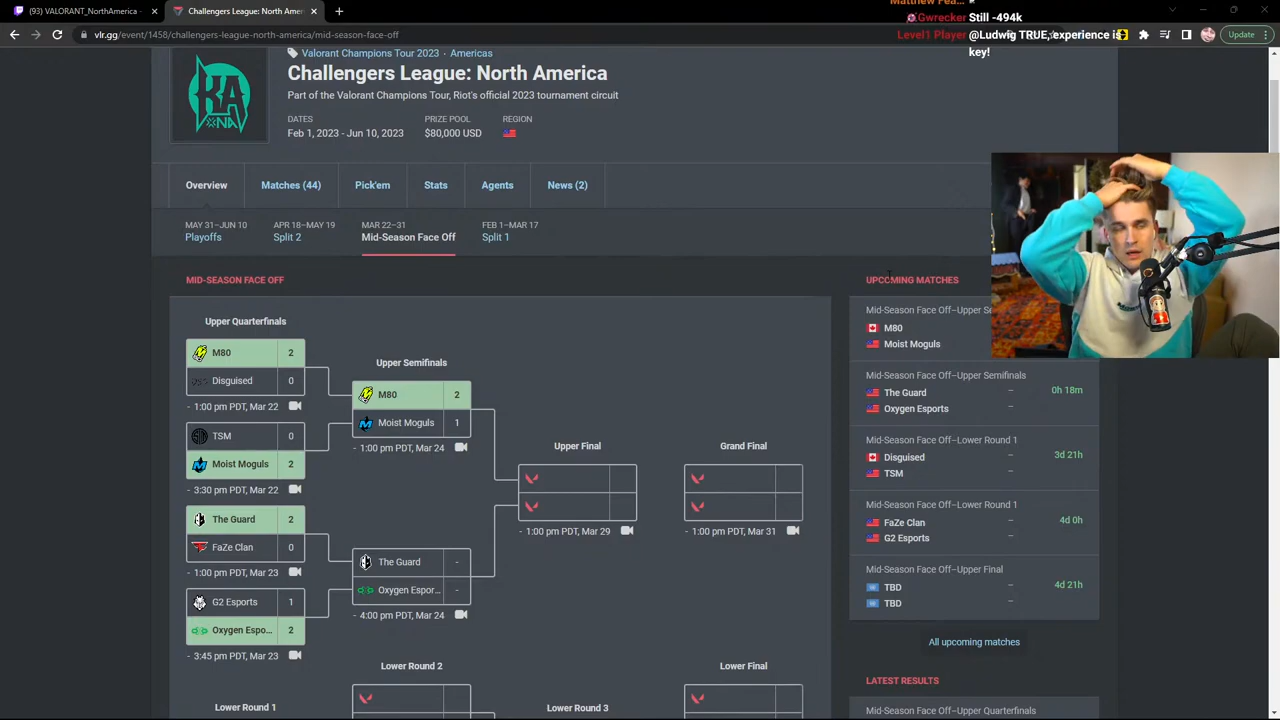 (93) VALORANT_NorthAmerica -
Challengers League: North Ame
vlr.gg/event/1458/challengers-league-north-america/mid-season-face-off
Update
Gwrecker Still -494k
Level1 Player @Ludwig TRUE, experience is
key!
Valorant Champions Tour 2023 - Americas
Challengers League: North America
Part of the Valorant Champions Tour, Riot's official 2023 tournament circuit
DATES PRIZE POOL REGION
Feb 1, 2023 - Jun 10, 2023 $80,000 USD
Overview Matches (44) Pick'em Stats Agents News (2)
MAY 31–JUN 10 APR 18–MAY 19 MAR 22–31 FEB 1–MAR 17
Playoffs Split 2 Mid-Season Face Off Split 1
MID-SEASON FACE OFF
Upper Quarterfinals
M80 2
Disguised 0
- 1:00 pm PDT, Mar 22
TSM 0
Moist Moguls 2
- 3:30 pm PDT, Mar 22
The Guard 2
FaZe Clan 0
- 1:00 pm PDT, Mar 23
G2 Esports 1
Oxygen Espo... 2
- 3:45 pm PDT, Mar 23
Lower Round 1
Upper Semifinals
M80 2
Moist Moguls 1
- 1:00 pm PDT, Mar 24
The Guard -
Oxygen Espor... -
- 4:00 pm PDT, Mar 24
Lower Round 2
Upper Final
- 1:00 pm PDT, Mar 29
Lower Round 3
Grand Final
- 1:00 pm PDT, Mar 31
Lower Final
UPCOMING MATCHES
Mid-Season Face Off–Upper Se
M80
Moist Moguls
Mid-Season Face Off–Upper Semifinals
The Guard – 0h 18m
Oxygen Esports –
Mid-Season Face Off–Lower Round 1
Disguised – 3d 21h
TSM –
Mid-Season Face Off–Lower Round 1
FaZe Clan – 4d 0h
G2 Esports –
Mid-Season Face Off–Upper Final
TBD – 4d 21h
TBD –
All upcoming matches
LATEST RESULTS
Mid-Season Face Off–Upper Quarterfinals